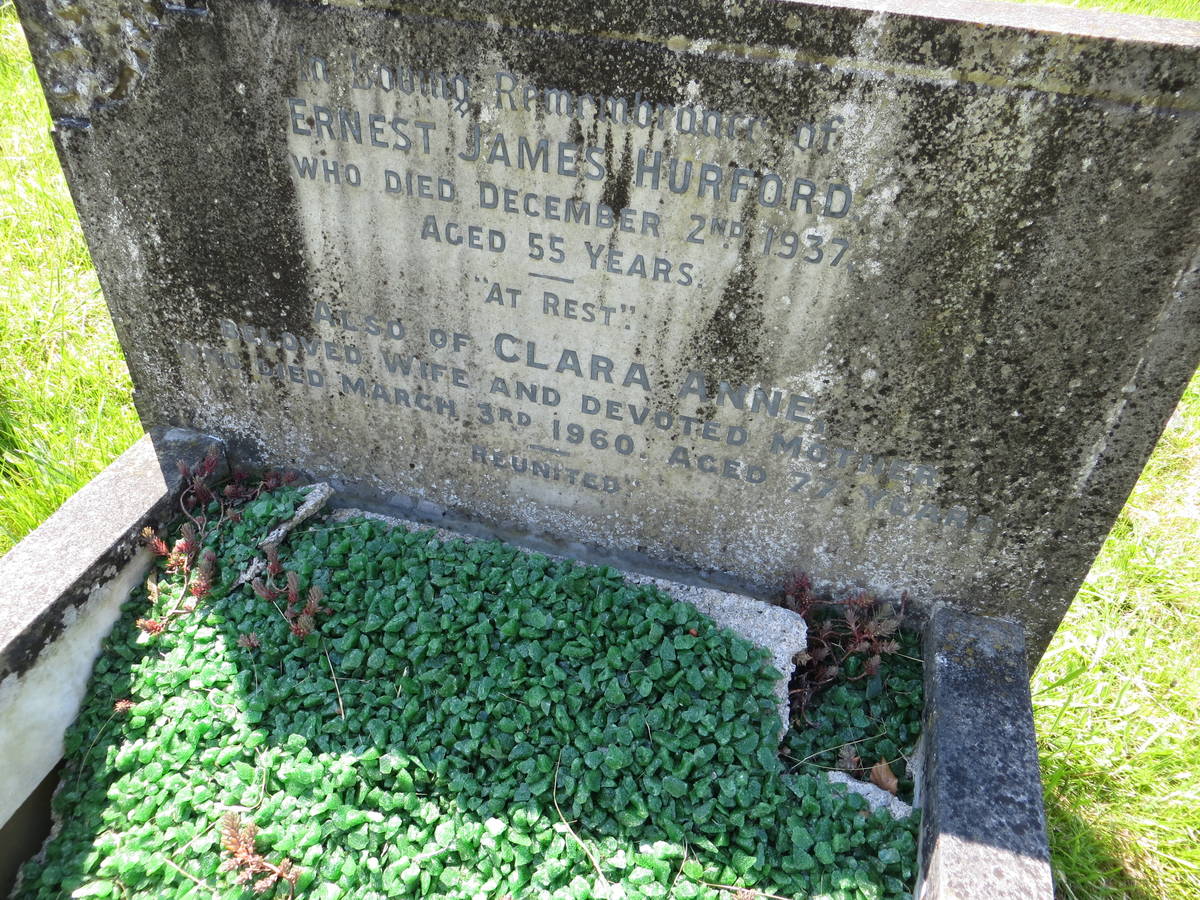 In Loving Remembrance of
ERNEST JAMES HURFORD
WHO DIED DECEMBER 2ND 1937,
AGED 55 YEARS.
"AT REST".
ALSO OF CLARA ANNE,
BELOVED WIFE AND DEVOTED MOTHER,
WHO DIED MARCH 3RD 1960. AGED 77 YEARS
REUNITED